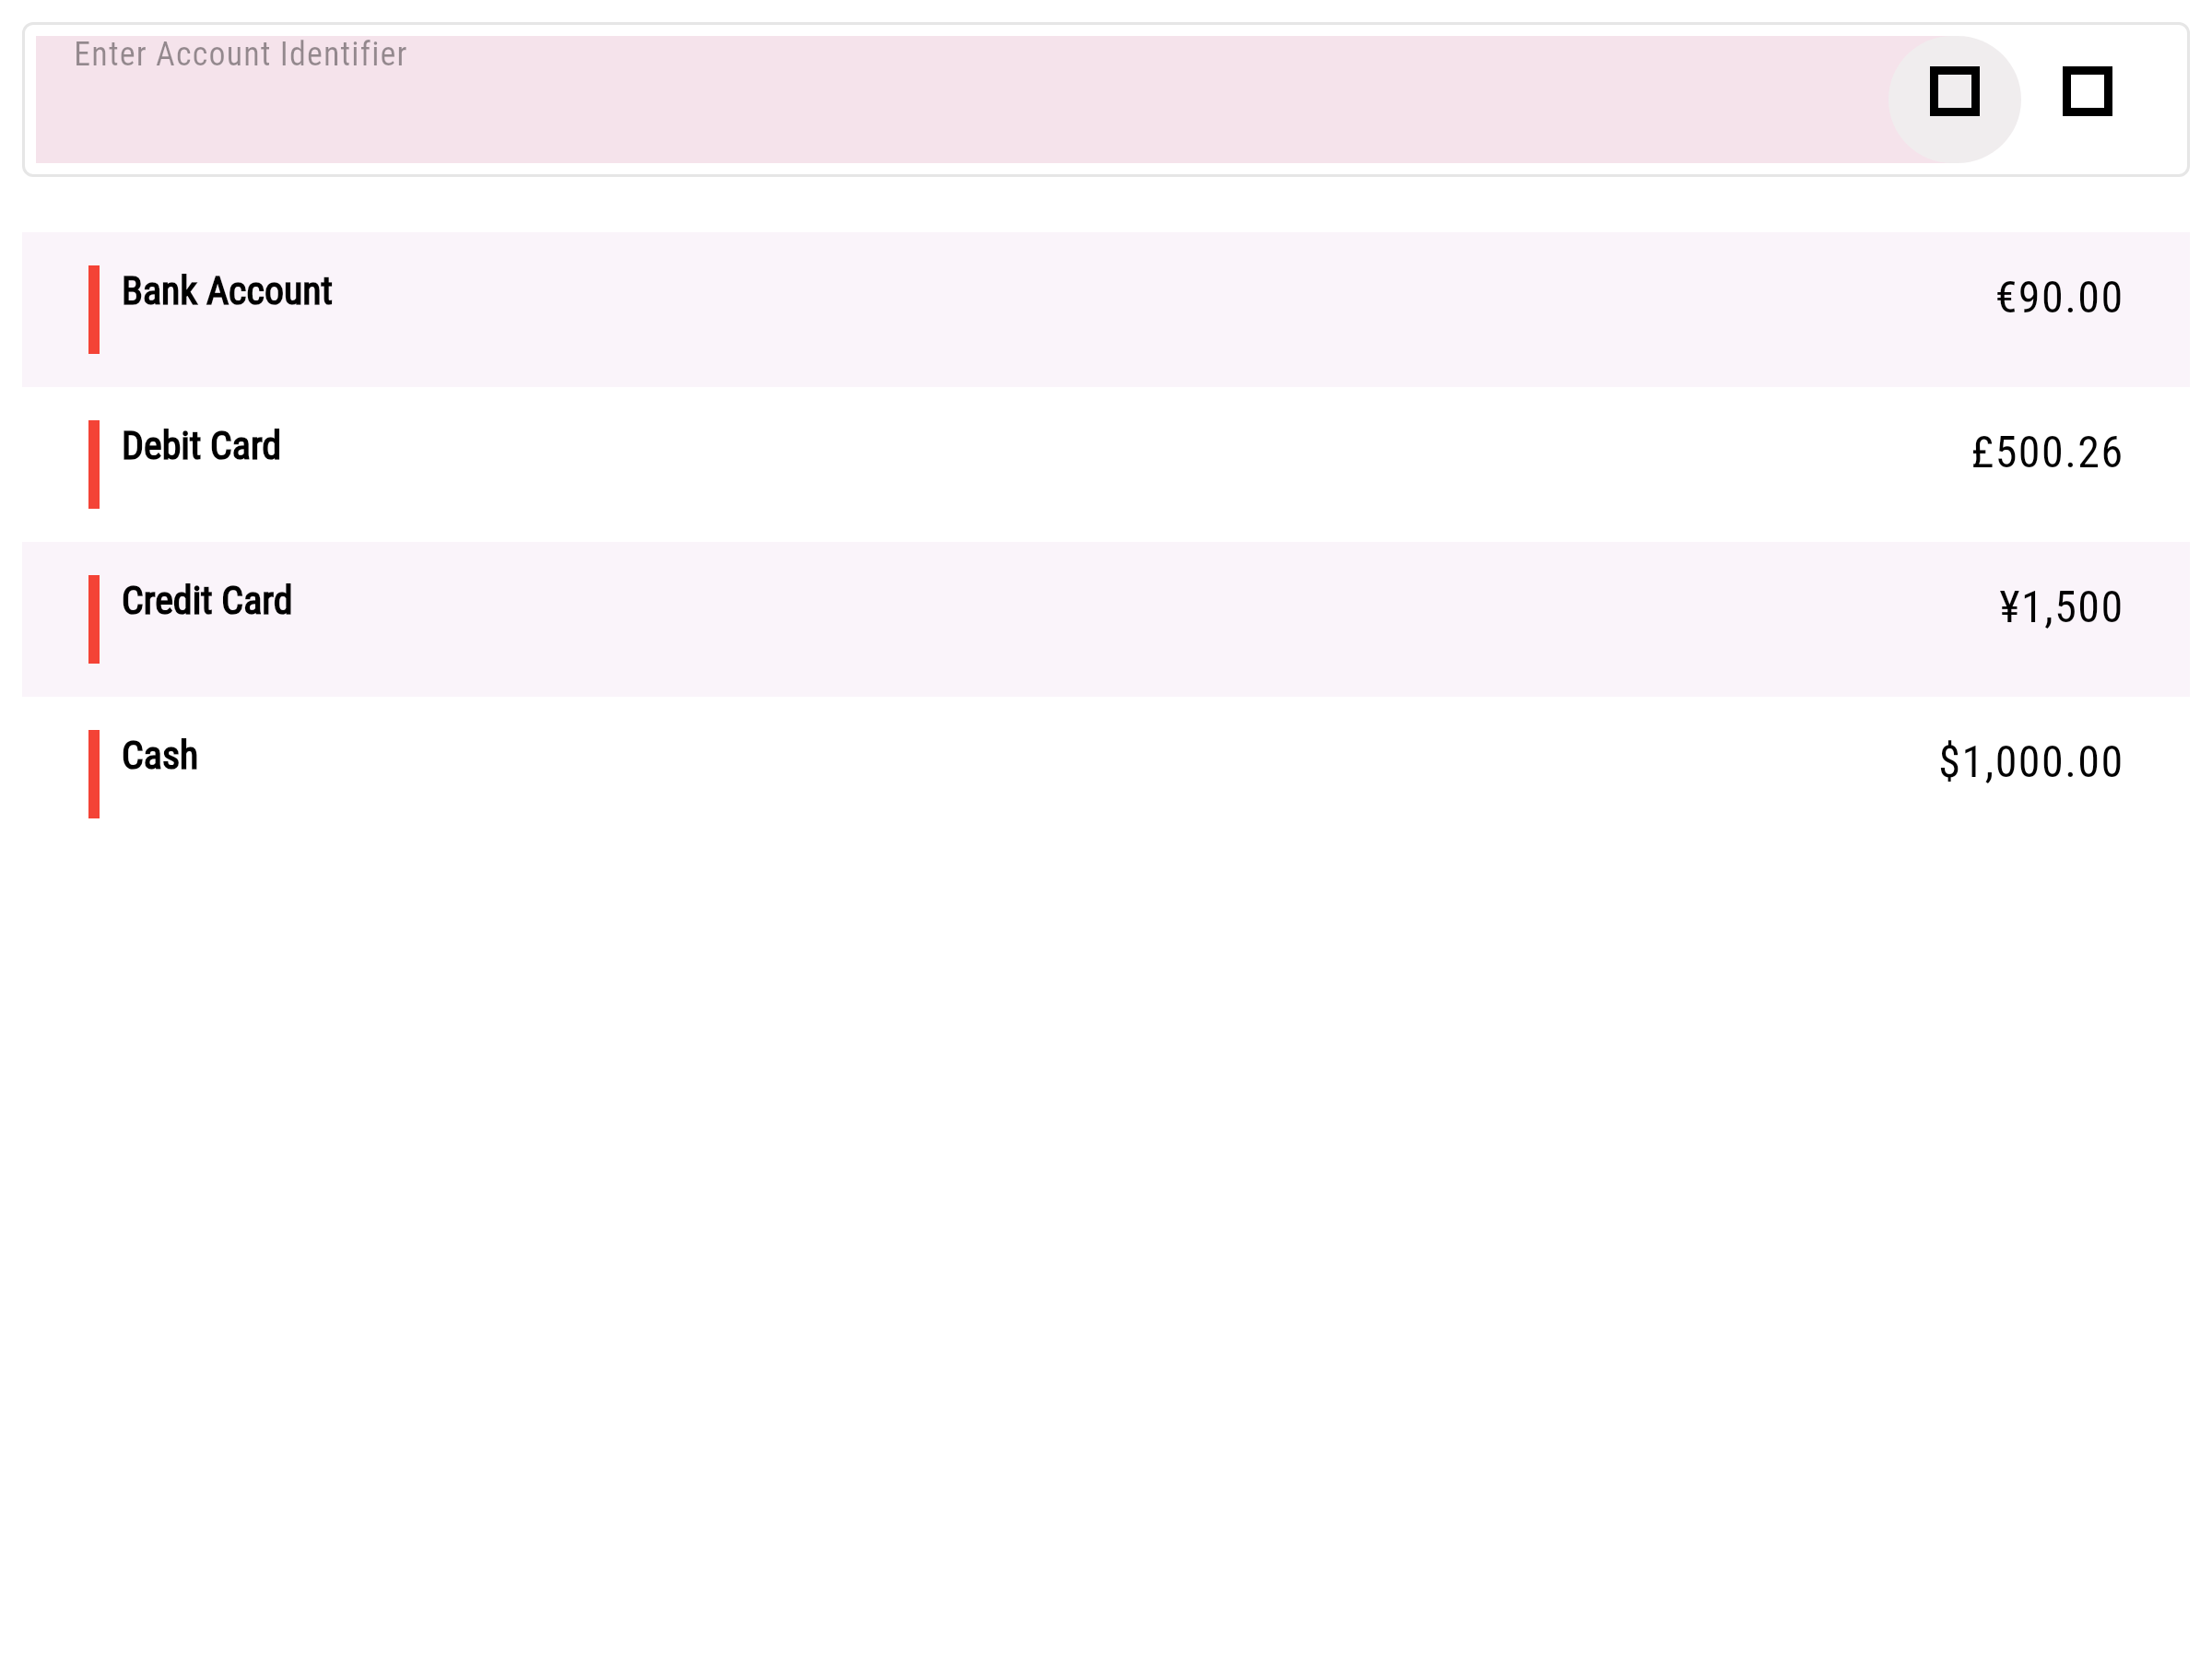 Enter Account Identifier
Bank Account €90.00
Debit Card £500.26
Credit Card ¥1,500
Cash $1,000.00